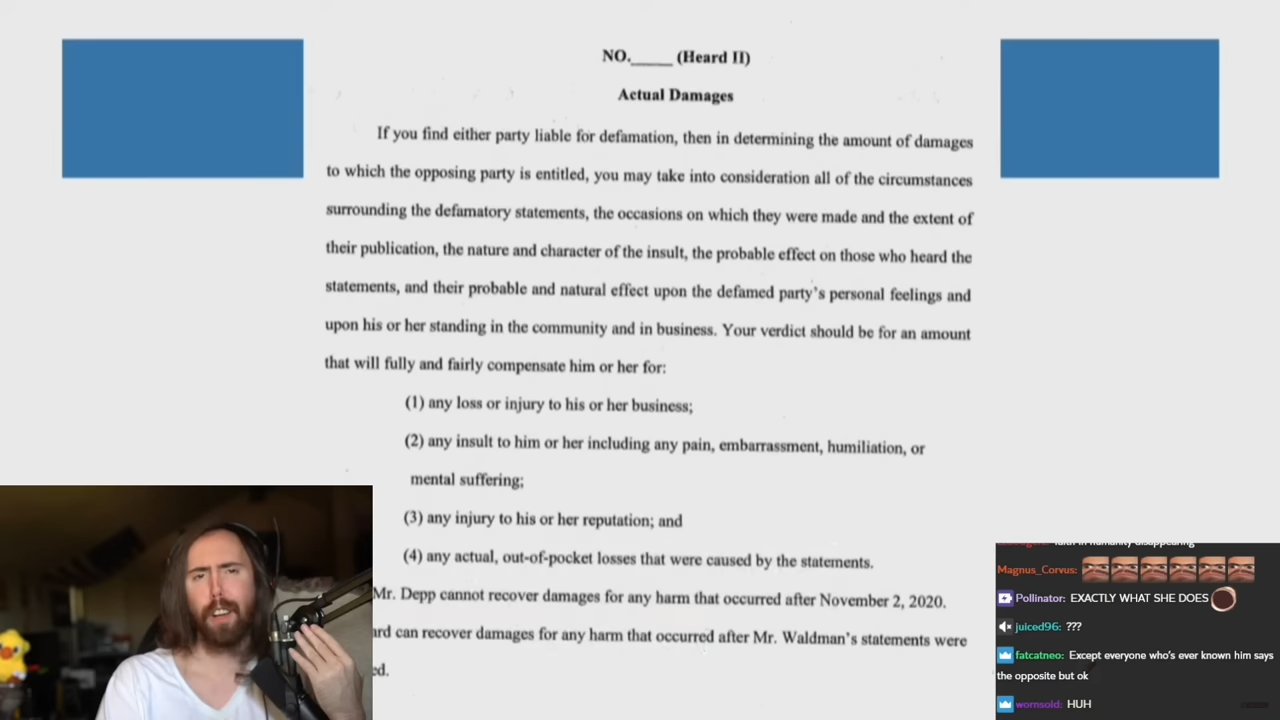 NO._____ (Heard II)
Actual Damages
If you find either party liable for defamation, then in determining the amount of damages
to which the opposing party is entitled, you may take into consideration all of the circumstances
surrounding the defamatory statements, the occasions on which they were made and the extent of
their publication, the nature and character of the insult, the probable effect on those who heard the
statements, and their probable and natural effect upon the defamed party's personal feelings and
upon his or her standing in the community and in business. Your verdict should be for an amount
that will fully and fairly compensate him or her for:
(1) any loss or injury to his or her business;
(2) any insult to him or her including any pain, embarrassment, humiliation, or
mental suffering;
(3) any injury to his or her reputation; and
(4) any actual, out-of-pocket losses that were caused by the statements.
Mr. Depp cannot recover damages for any harm that occurred after November 2, 2020.
ard can recover damages for any harm that occurred after Mr. Waldman's statements were
ed.
faith in humanity disappearing
Magnus_Corvus:
Pollinator: EXACTLY WHAT SHE DOES
juiced96: ???
fatcatneo: Except everyone who's ever known him says
the opposite but ok
wornsold: HUH